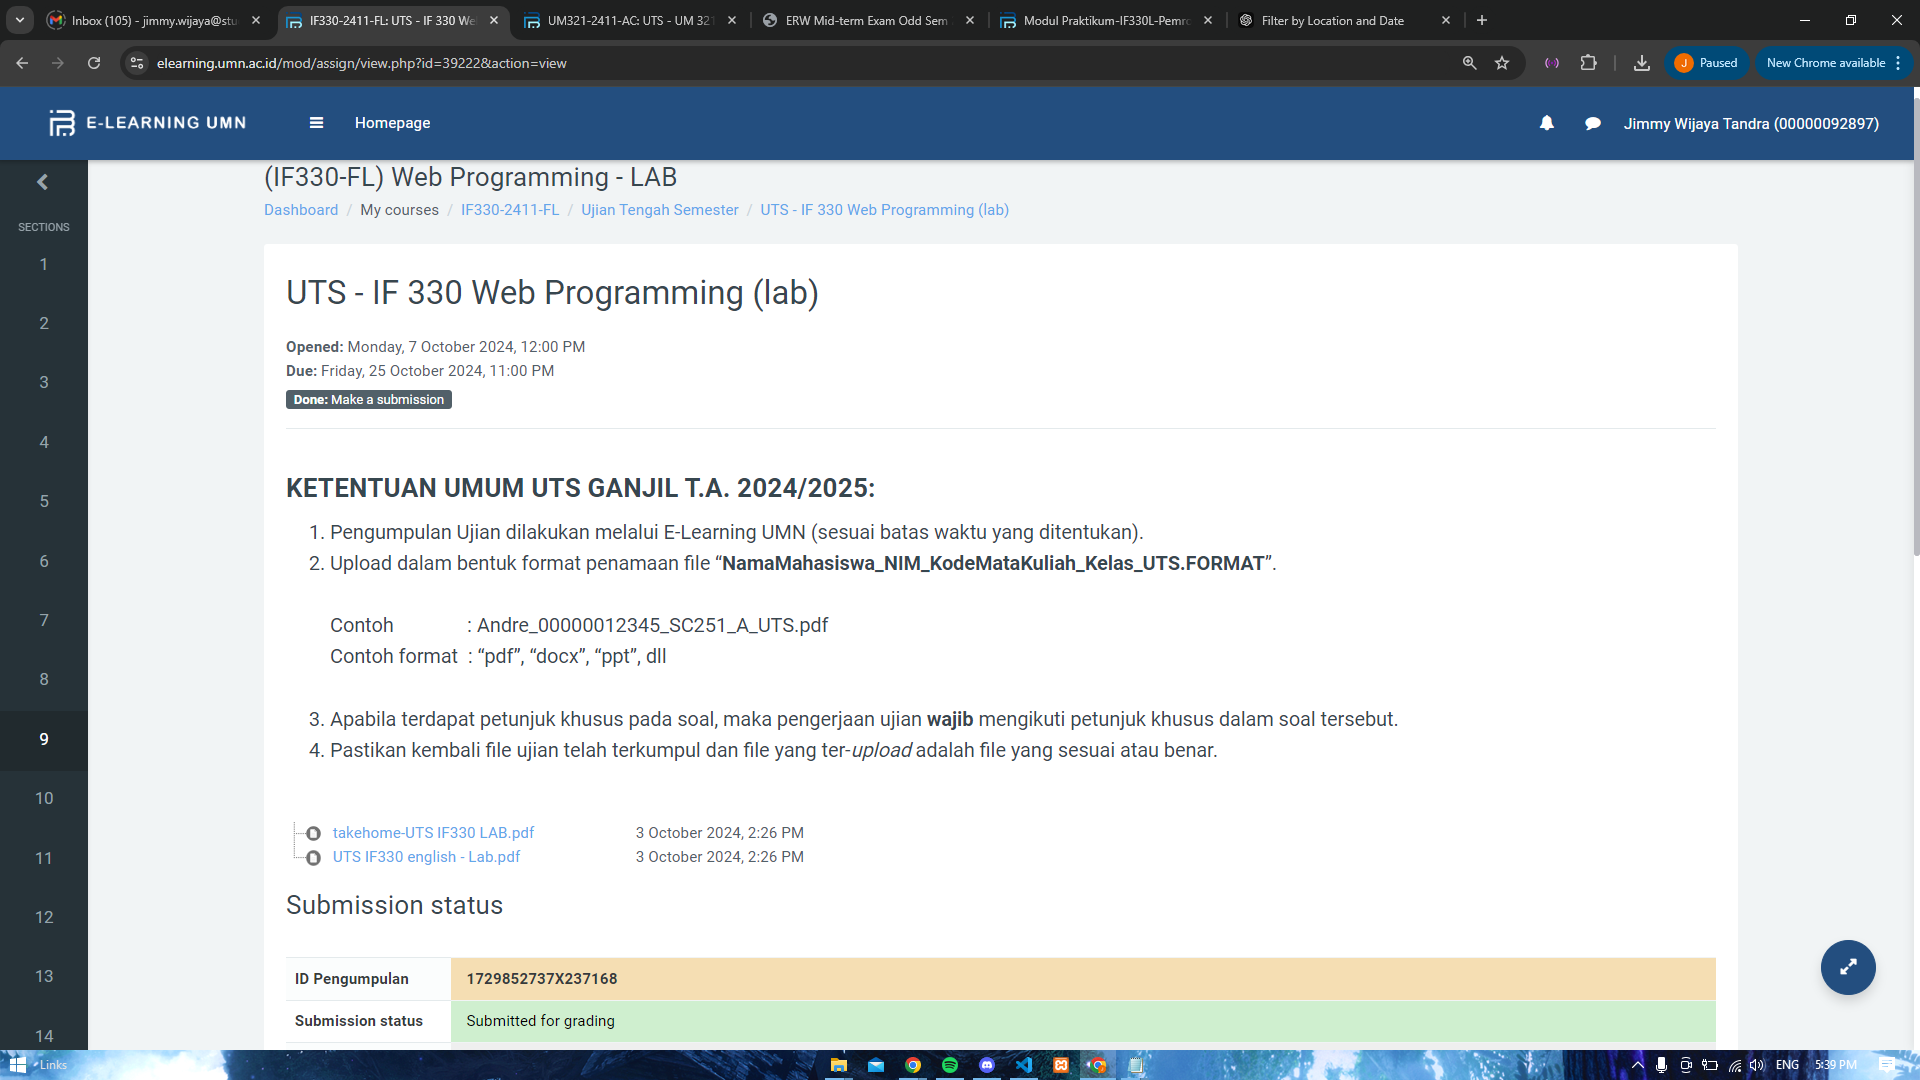 Inbox (105) - jimmy.wijaya@stu
IF330-2411-FL: UTS - IF 330 We
UM321-2411-AC: UTS - UM 321
ERW Mid-term Exam Odd Sem
Modul Praktikum-IF330L-Pemro
Filter by Location and Date
elearning.umn.ac.id/mod/assign/view.php?id=39222&action=view
J
Paused
New Chrome available
E-LEARNING UMN
Homepage
Jimmy Wijaya Tandra (00000092897)
SECTIONS
1
2
3
4
5
6
7
8
9
10
11
12
13
14
(IF330-FL) Web Programming - LAB
Dashboard / My courses / IF330-2411-FL / Ujian Tengah Semester / UTS - IF 330 Web Programming (lab)
UTS - IF 330 Web Programming (lab)
Opened: Monday, 7 October 2024, 12:00 PM
Due: Friday, 25 October 2024, 11:00 PM
Done: Make a submission
KETENTUAN UMUM UTS GANJIL T.A. 2024/2025:
1. Pengumpulan Ujian dilakukan melalui E-Learning UMN (sesuai batas waktu yang ditentukan).
2. Upload dalam bentuk format penamaan file “NamaMahasiswa_NIM_KodeMataKuliah_Kelas_UTS.FORMAT”.
Contoh : Andre_00000012345_SC251_A_UTS.pdf
Contoh format : “pdf”, “docx”, “ppt”, dll
3. Apabila terdapat petunjuk khusus pada soal, maka pengerjaan ujian wajib mengikuti petunjuk khusus dalam soal tersebut.
4. Pastikan kembali file ujian telah terkumpul dan file yang ter-upload adalah file yang sesuai atau benar.
takehome-UTS IF330 LAB.pdf 3 October 2024, 2:26 PM
UTS IF330 english - Lab.pdf 3 October 2024, 2:26 PM
Submission status
ID Pengumpulan 1729852737X237168
Submission status Submitted for grading
Links
ENG
5:39 PM